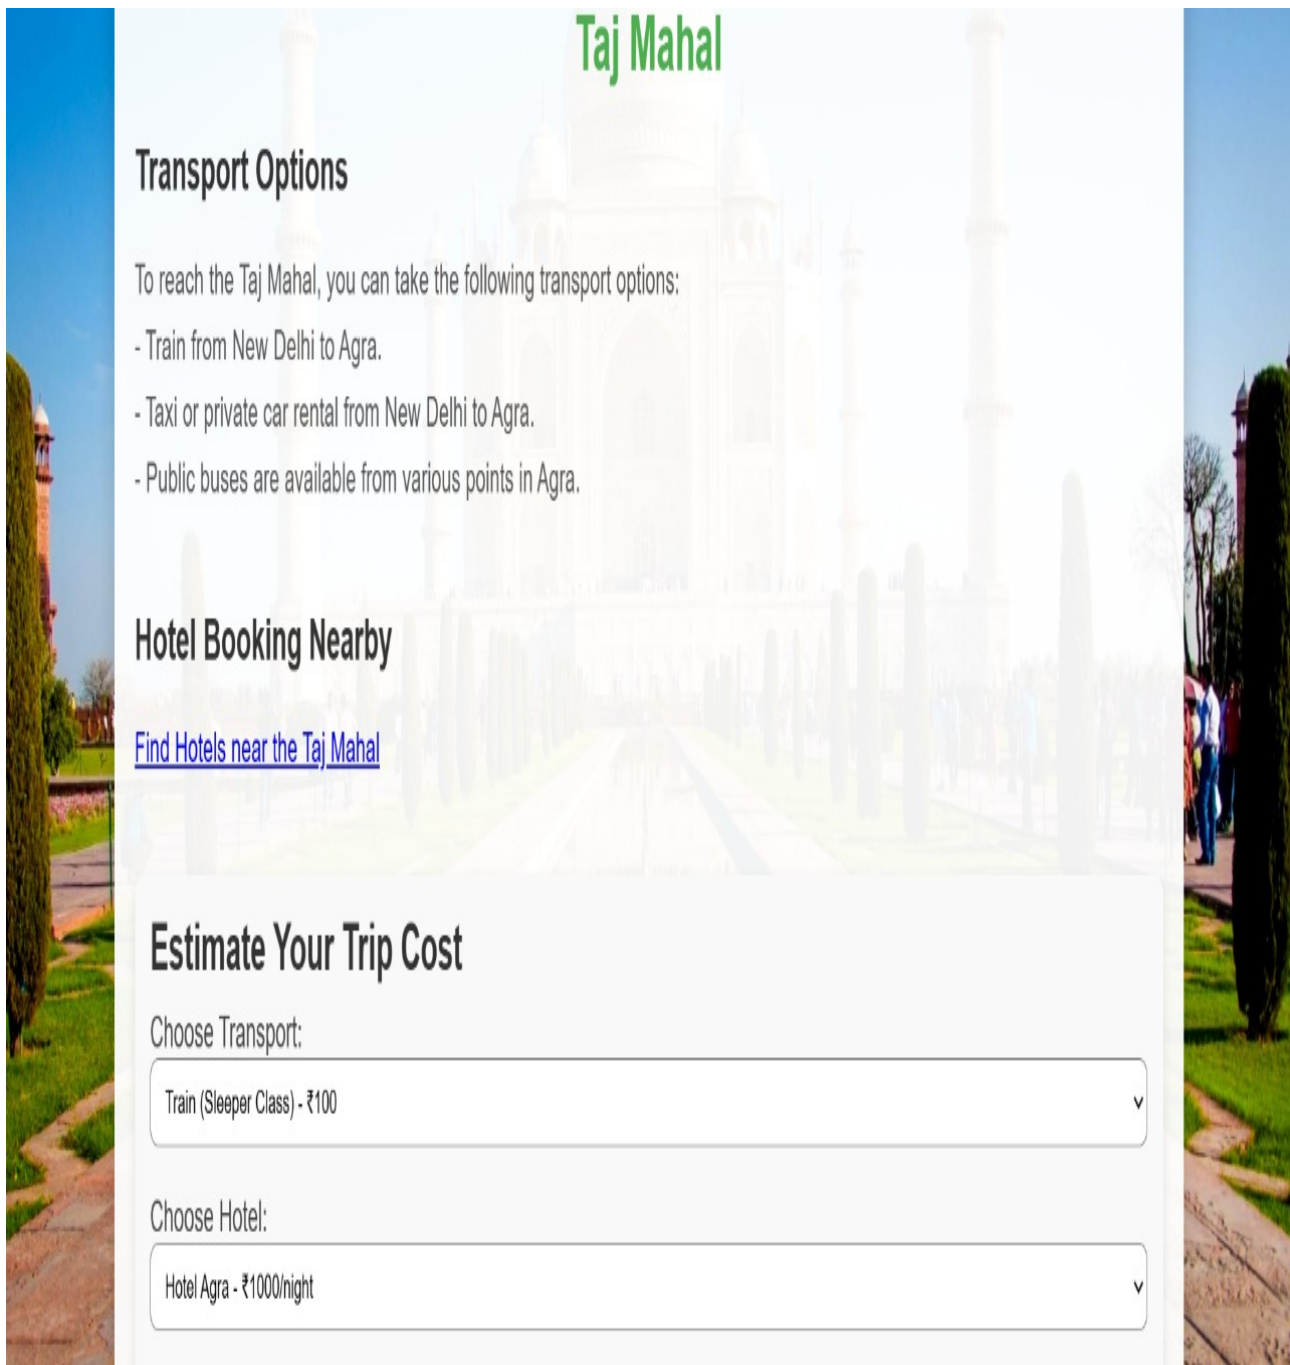 Taj Mahal
Transport Options
To reach the Taj Mahal, you can take the following transport options:
- Train from New Delhi to Agra.
- Taxi or private car rental from New Delhi to Agra.
- Public buses are available from various points in Agra.
Hotel Booking Nearby
Find Hotels near the Taj Mahal
Estimate Your Trip Cost
Choose Transport:
Train (Sleeper Class) - ₹100
Choose Hotel:
Hotel Agra - ₹1000/night